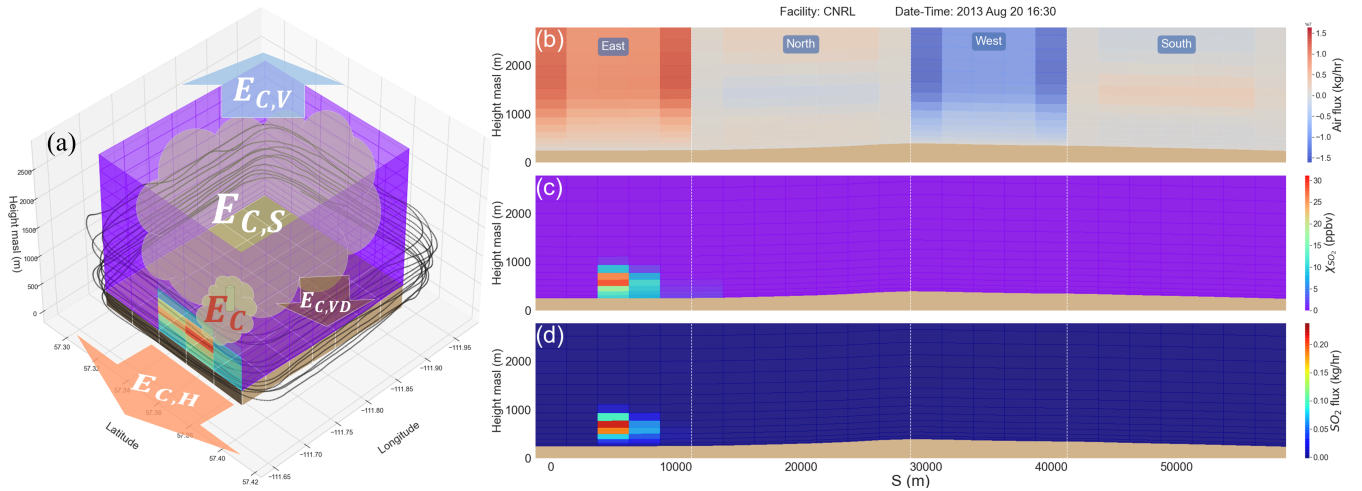 Facility: CNRL Date-Time: 2013 Aug 20 16:30
(a)
E_{C,V}
E_{C,S}
E_C
E_{C,VD}
E_{C,H}
Height masl (m)
2500
2000
1500
1000
500
0
57.30
57.32
57.38
57.40
57.42
Latitude
−111.65
−111.70
−111.75
−111.80
−111.85
−111.90
−111.95
Longitude
(b)
East
North
West
South
Height masl (m)
2000
1000
0
1e7
1.5
1.0
0.5
0.0
−0.5
−1.0
−1.5
Air flux (kg/hr)
(c)
Height masl (m)
2000
1000
0
30
25
20
15
10
5
0
χ_{SO₂} (ppbv)
(d)
Height masl (m)
2000
1000
0
0.20
0.15
0.10
0.05
0.00
SO₂ flux (kg/hr)
0
10000
20000
30000
40000
50000
S (m)